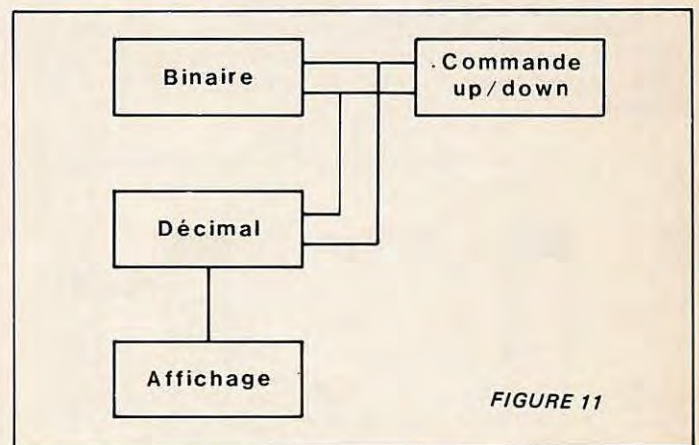 Binaire
Commande
up/down
Décimal
Affichage
FIGURE 11